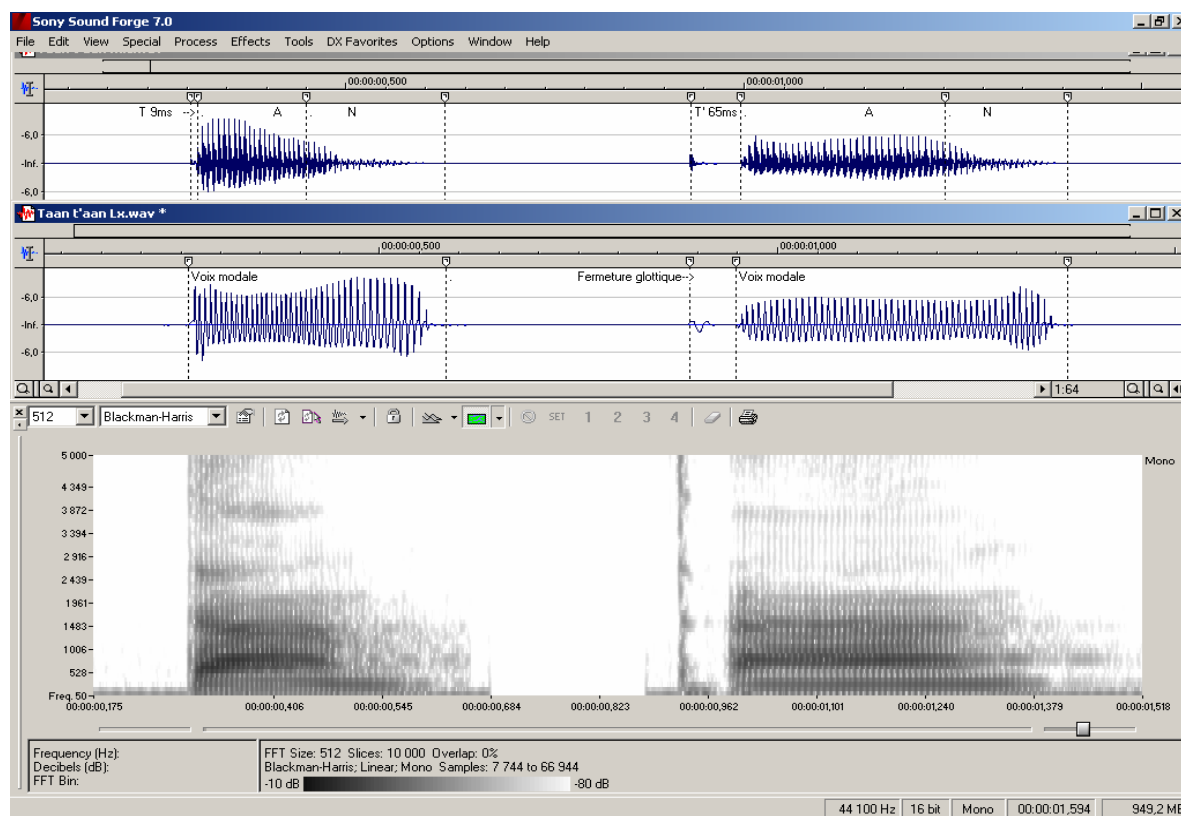 Sony Sound Forge 7.0
File Edit View Special Process Effects Tools DX Favorites Options Window Help
00:00:00,500 00:00:01,000
T 9ms --> . A . N T' 65ms . A . N
-6,0
-Inf.
-6,0
Taan t'aan Lx.wav *
00:00:00,500 00:00:01,000
Voix modale . Fermeture glottique--> Voix modale
-6,0
-Inf.
-6,0
1:64
512 Blackman-Harris SET 1 2 3 4
5 000
Mono
4 349
3 872
3 394
2 916
2 439
1 961
1 483
1 006
528
Freq. 50
00:00:00,175 00:00:00,406 00:00:00,545 00:00:00,684 00:00:00,823 00:00:00,962 00:00:01,101 00:00:01,240 00:00:01,379 00:00:01,518
Frequency (Hz):
Decibels (dB):
FFT Bin:
FFT Size: 512 Slices: 10 000 Overlap: 0%
Blackman-Harris; Linear; Mono Samples: 7 744 to 66 944
-10 dB -80 dB
44 100 Hz 16 bit Mono 00:00:01,594 949,2 MB